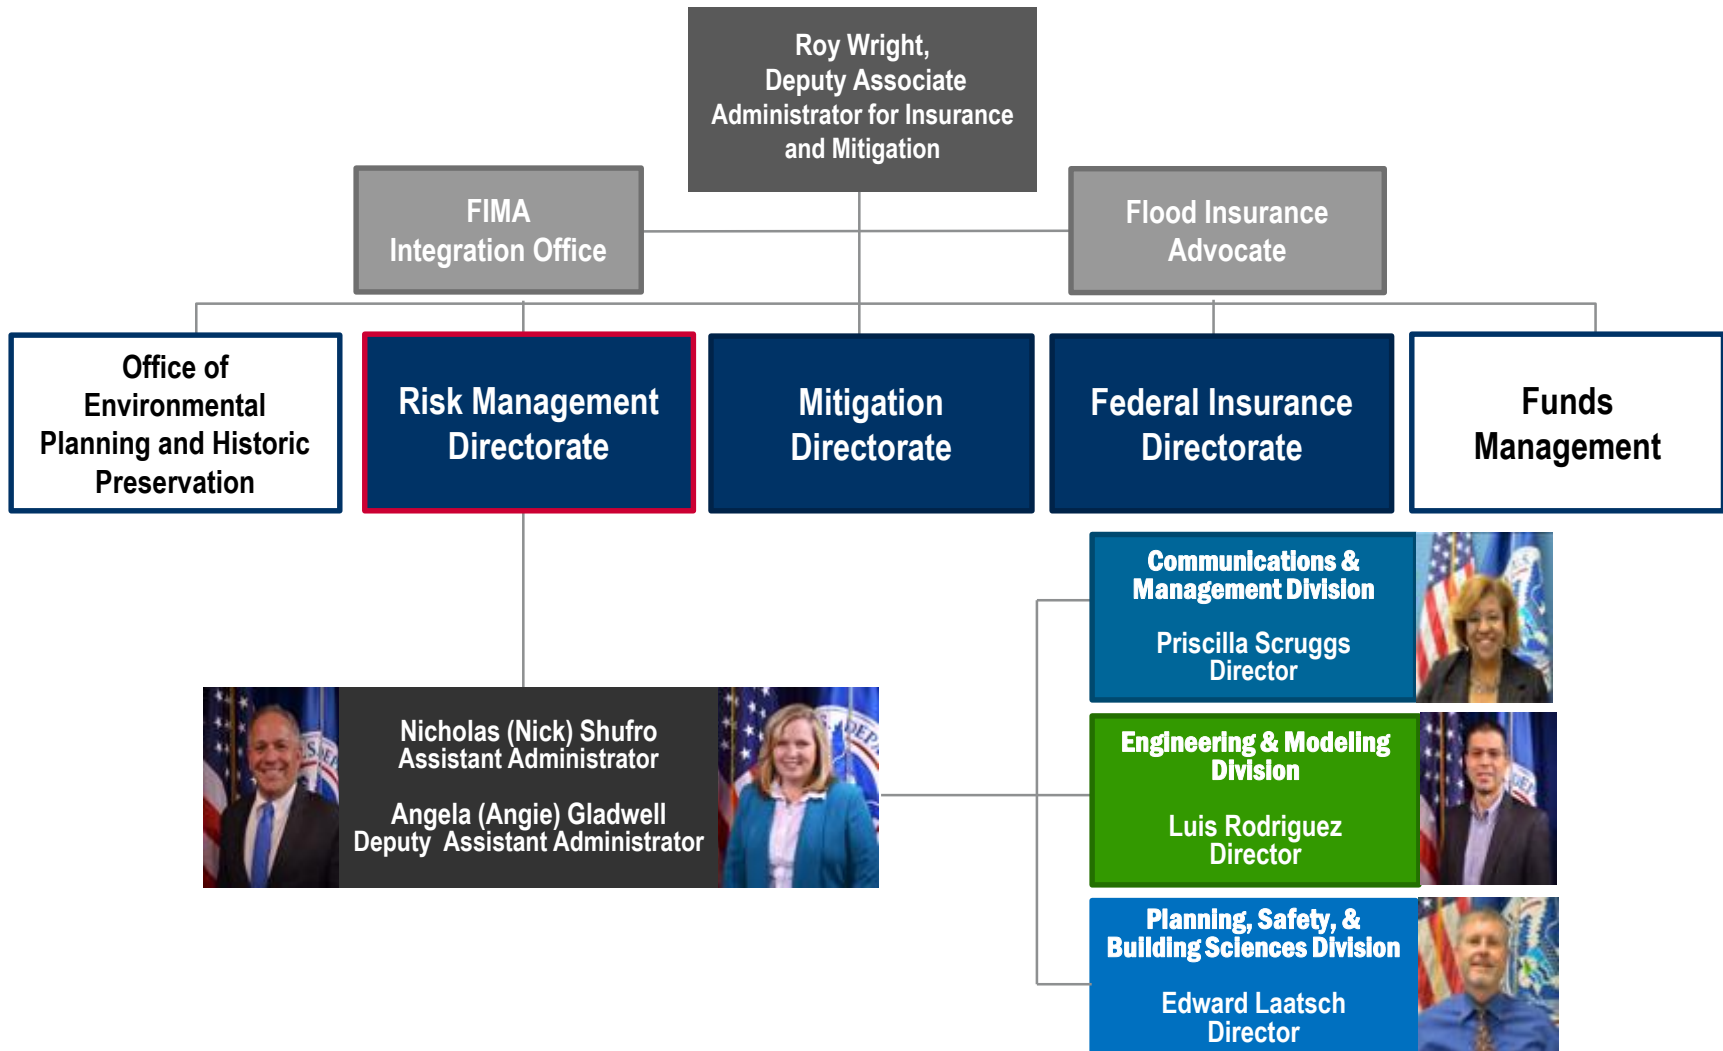 Roy Wright,
Deputy Associate
Administrator for Insurance
and Mitigation
FIMA
Integration Office
Flood Insurance
Advocate
Office of
Environmental
Planning and Historic
Preservation
Risk Management
Directorate
Mitigation
Directorate
Federal Insurance
Directorate
Funds
Management
Communications &
Management Division
Priscilla Scruggs
Director
Nicholas (Nick) Shufro
Assistant Administrator
Angela (Angie) Gladwell
Deputy Assistant Administrator
Engineering & Modeling
Division
Luis Rodriguez
Director
Planning, Safety, &
Building Sciences Division
Edward Laatsch
Director